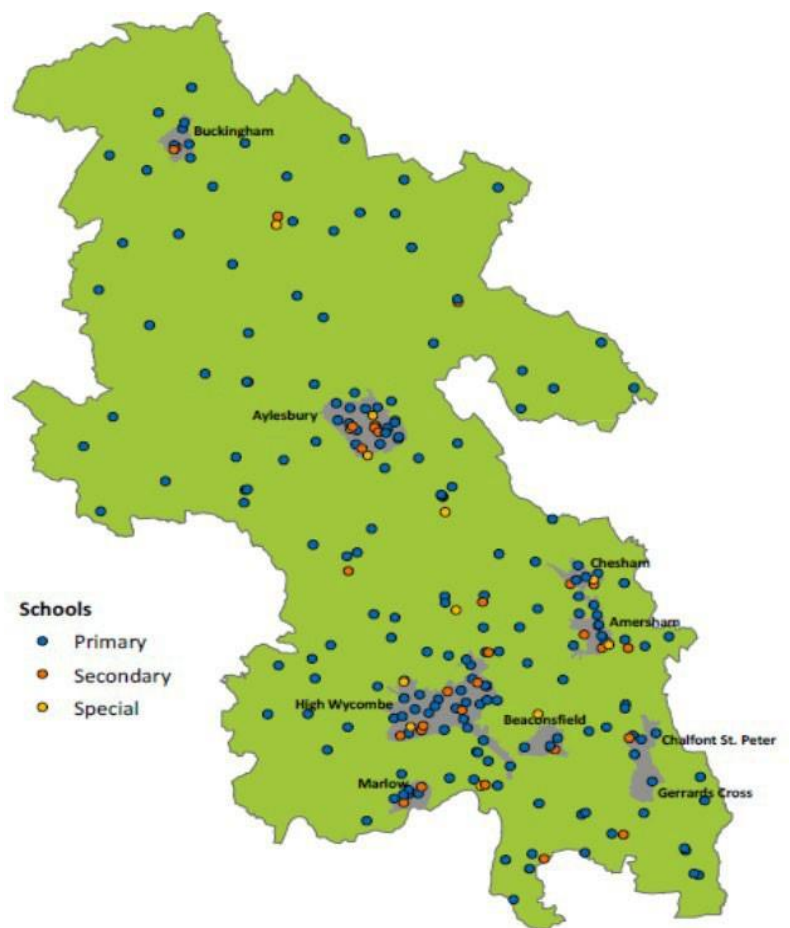 Buckingham
Aylesbury
Chesham
Schools
Primary
Amersham
Secondary
Special
High Wycombe
Beaconsfield
Chalfont St. Peter
Marlow
Gerrards Cross